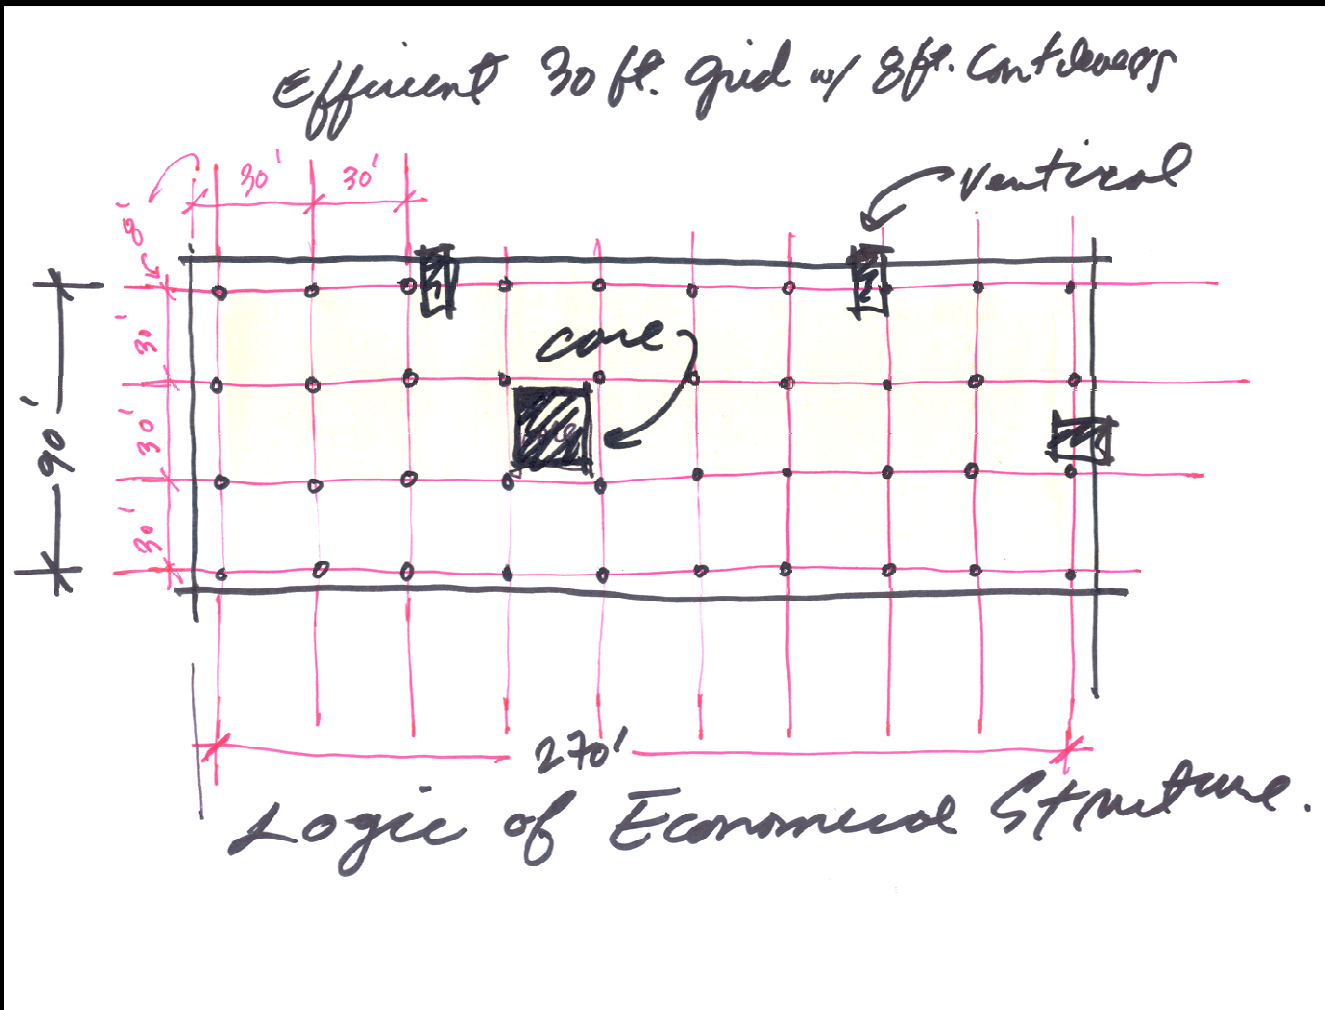 Efficient 30 ft. grid w/ 8 ft. Cantilevers
30' 30'
Vertical
8'
core
30'
30'
90'
30'
270'
Logic of Economical Structure.